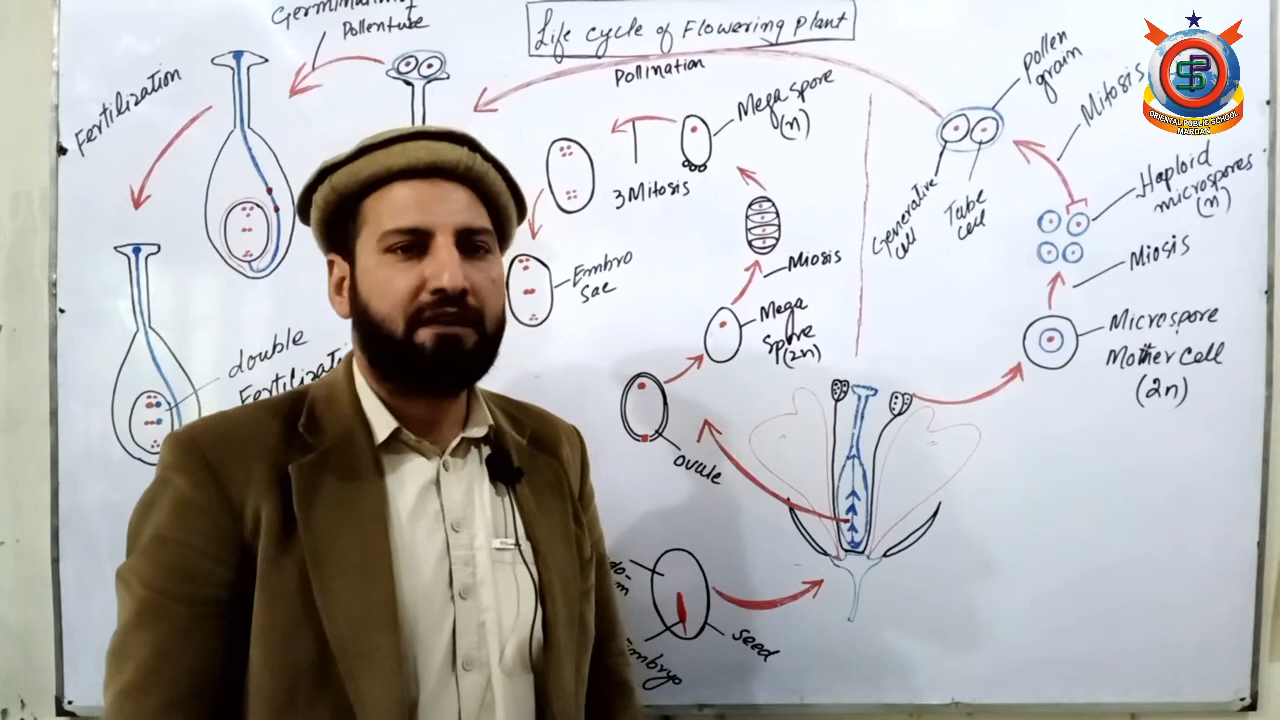 Life cycle of Flowering Plant
Germination of
Pollentube
Fertilization
Pollination
Mega spore
(n)
3 Mitosis
Embro
sac
Miosis
Mega
spore
(2n)
ovule
double
Fertilizati
pollen
grain
Mitosis
Generative
cell
Tube
cell
Haploid
microspores
(n)
Miosis
Microspore
Mother cell
(2n)
seed
Embryo
ORIENTAL PUBLIC SCHOOL
MARDAN